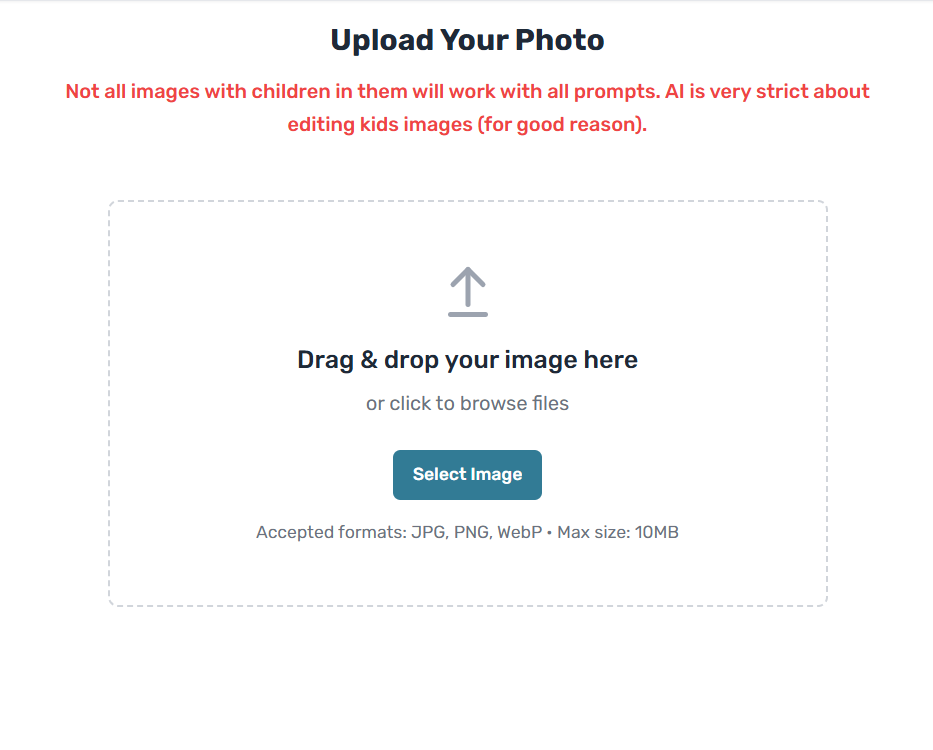 Upload Your Photo
Not all images with children in them will work with all prompts. AI is very strict about
editing kids images (for good reason).
Drag & drop your image here
or click to browse files
Select Image
Accepted formats: JPG, PNG, WebP • Max size: 10MB